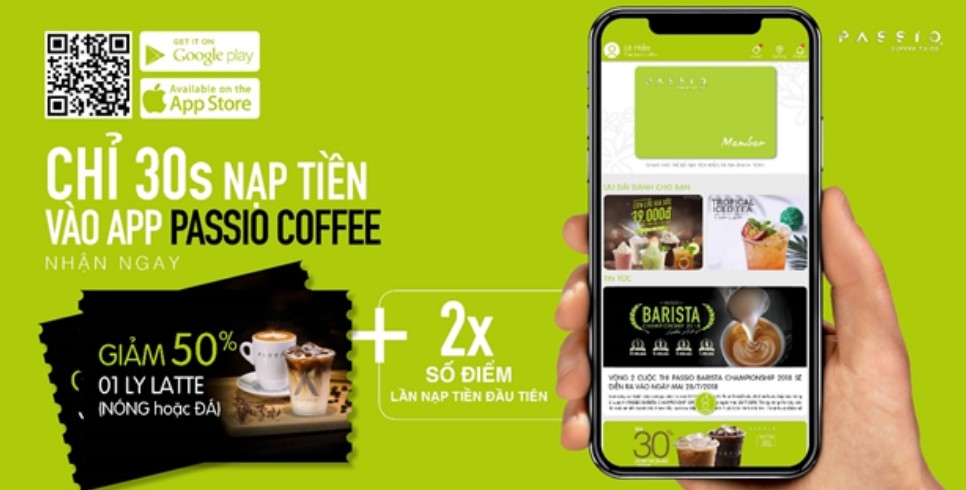 GET IT ON
Google play
Available on the
App Store
CHỈ 30s NẠP TIỀN
VÀO APP PASSIO COFFEE
NHẬN NGAY
GIẢM 50%
01 LY LATTE
(NÓNG hoặc ĐÁ)
+
2x
SỐ ĐIỂM
LẦN NẠP TIỀN ĐẦU TIÊN
PASSIO
COFFEE TO GO
Lê Hiền
PASSIO
Member
ƯU ĐÃI DÀNH CHO BẠN
19.000đ
TROPICAL
ICED TEA
TIN TỨC
BARISTA
CHAMPIONSHIP 2018
VÒNG 2 CUỘC THI PASSIO BARISTA CHAMPIONSHIP 2018 SẼ
DIỄN RA VÀO NGÀY MAI 28/7/2018
30%